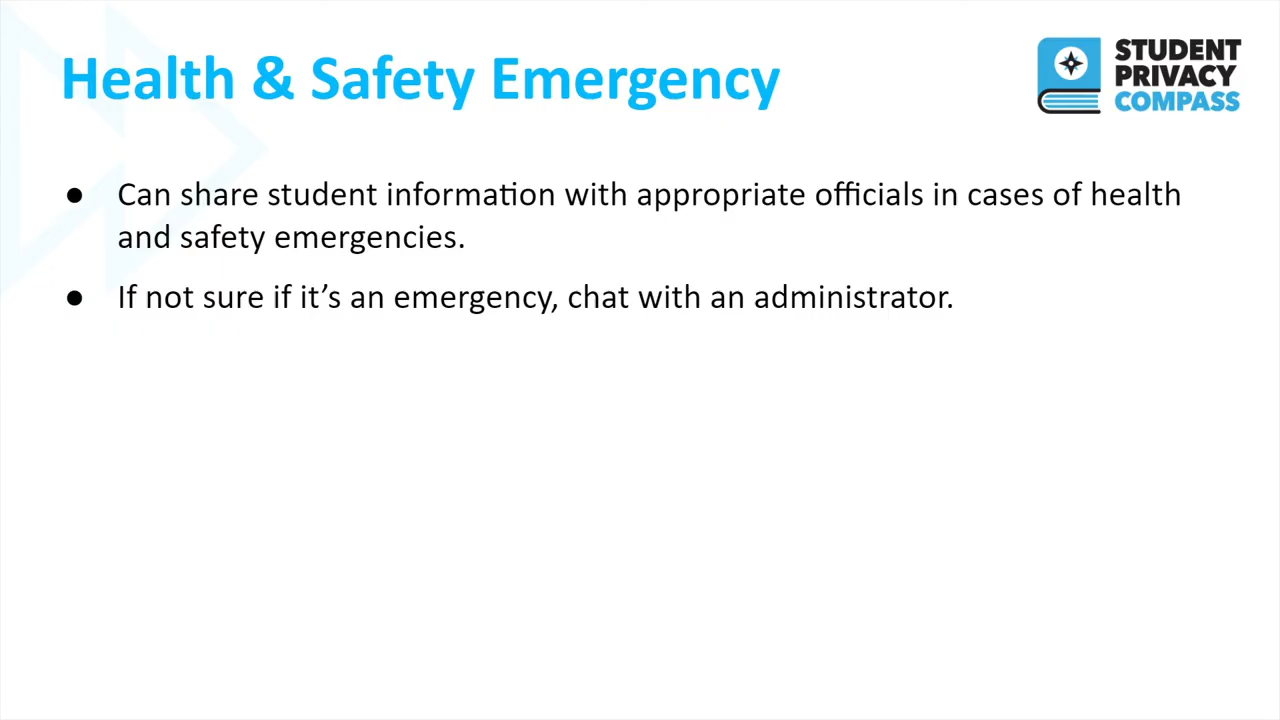 Health & Safety Emergency
STUDENT
PRIVACY
COMPASS
● Can share student information with appropriate officials in cases of health
and safety emergencies.
● If not sure if it’s an emergency, chat with an administrator.